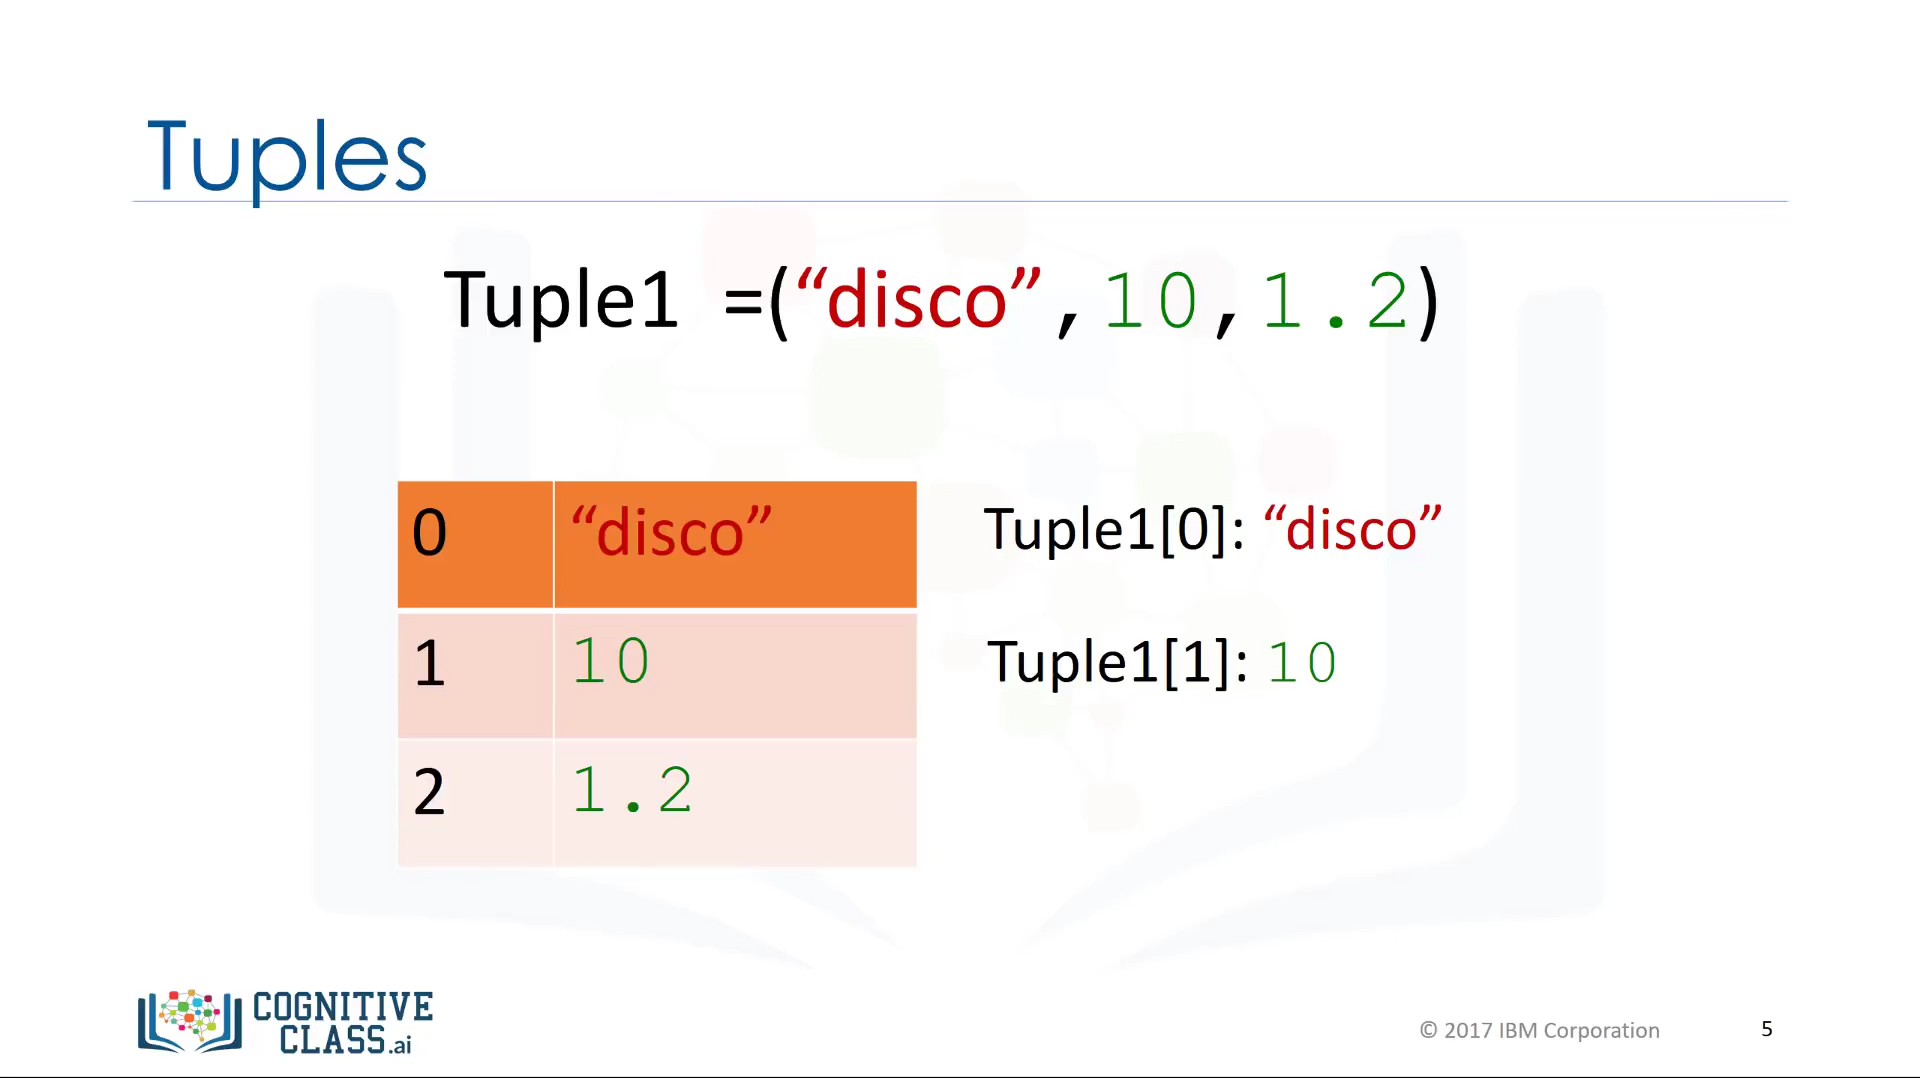 Tuples
Tuple1 =(“disco”,10,1.2)
0 “disco”
1 10
2 1.2
Tuple1[0]: “disco”
Tuple1[1]: 10
COGNITIVE
CLASS.ai
© 2017 IBM Corporation
5